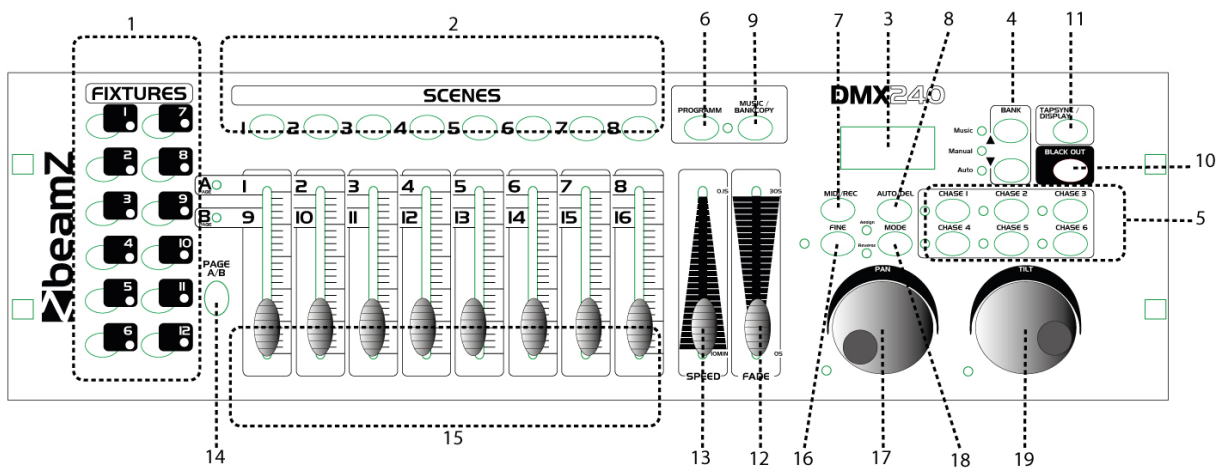 1
2
6
9
7
3
8
4
11
FIXTURES
SCENES
DMX240
beamZ
1
7
2
8
3
9
4
10
5
11
6
12
1 2 3 4 5 6 7 8
PROGRAMM
MUSIC /
BANKCOPY
BANK
TAPSYNC /
DISPLAY
Music
Manual
Auto
BLACK OUT
10
A
PAGE
1 2 3 4 5 6 7 8
B
PAGE
9 10 11 12 13 14 15 16
0.1S
30S
MIDI/REC
AUTO/DEL
CHASE 1
CHASE 2
CHASE 3
5
Assign
FINE
MODE
CHASE 4
CHASE 5
CHASE 6
Reverse
PAGE
A/B
PAN
TILT
10MIN
0S
SPEED
FADE
14
15
13
12
16
17
18
19